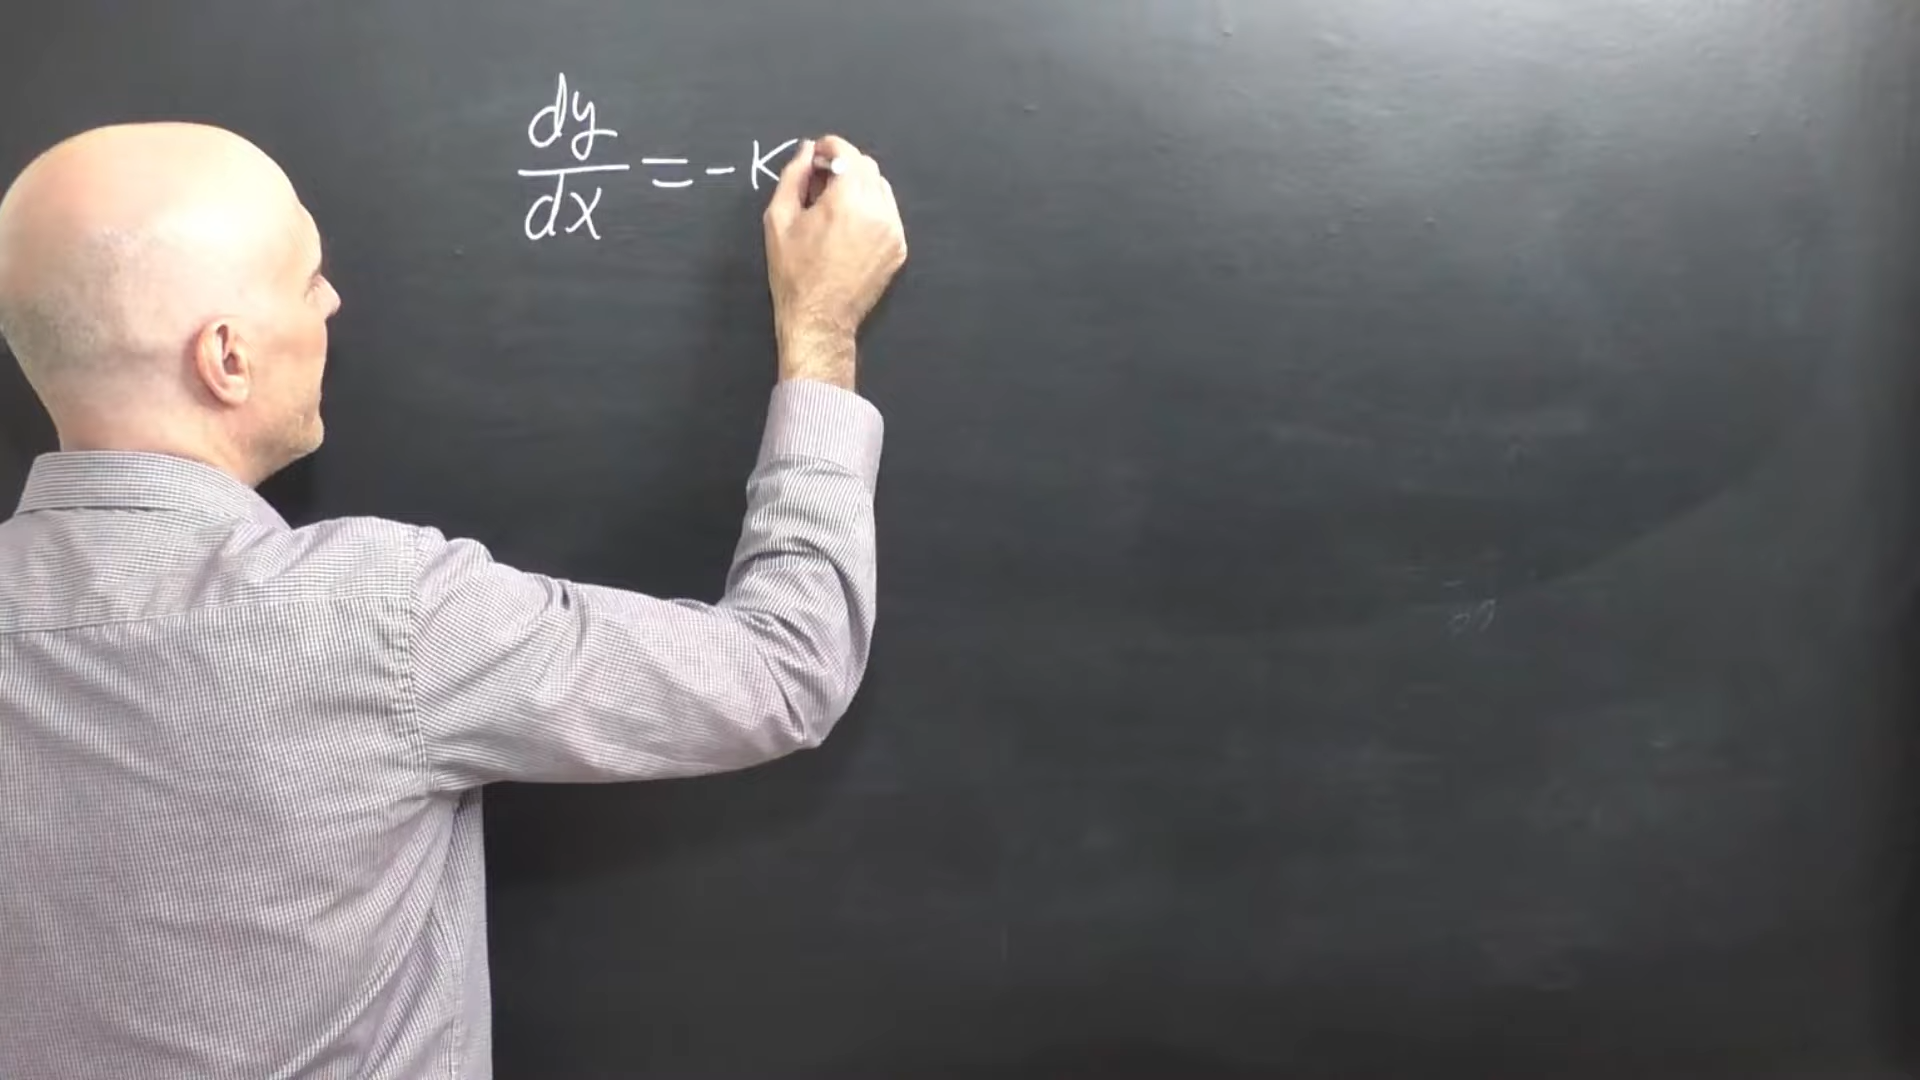 dy/dx = -K